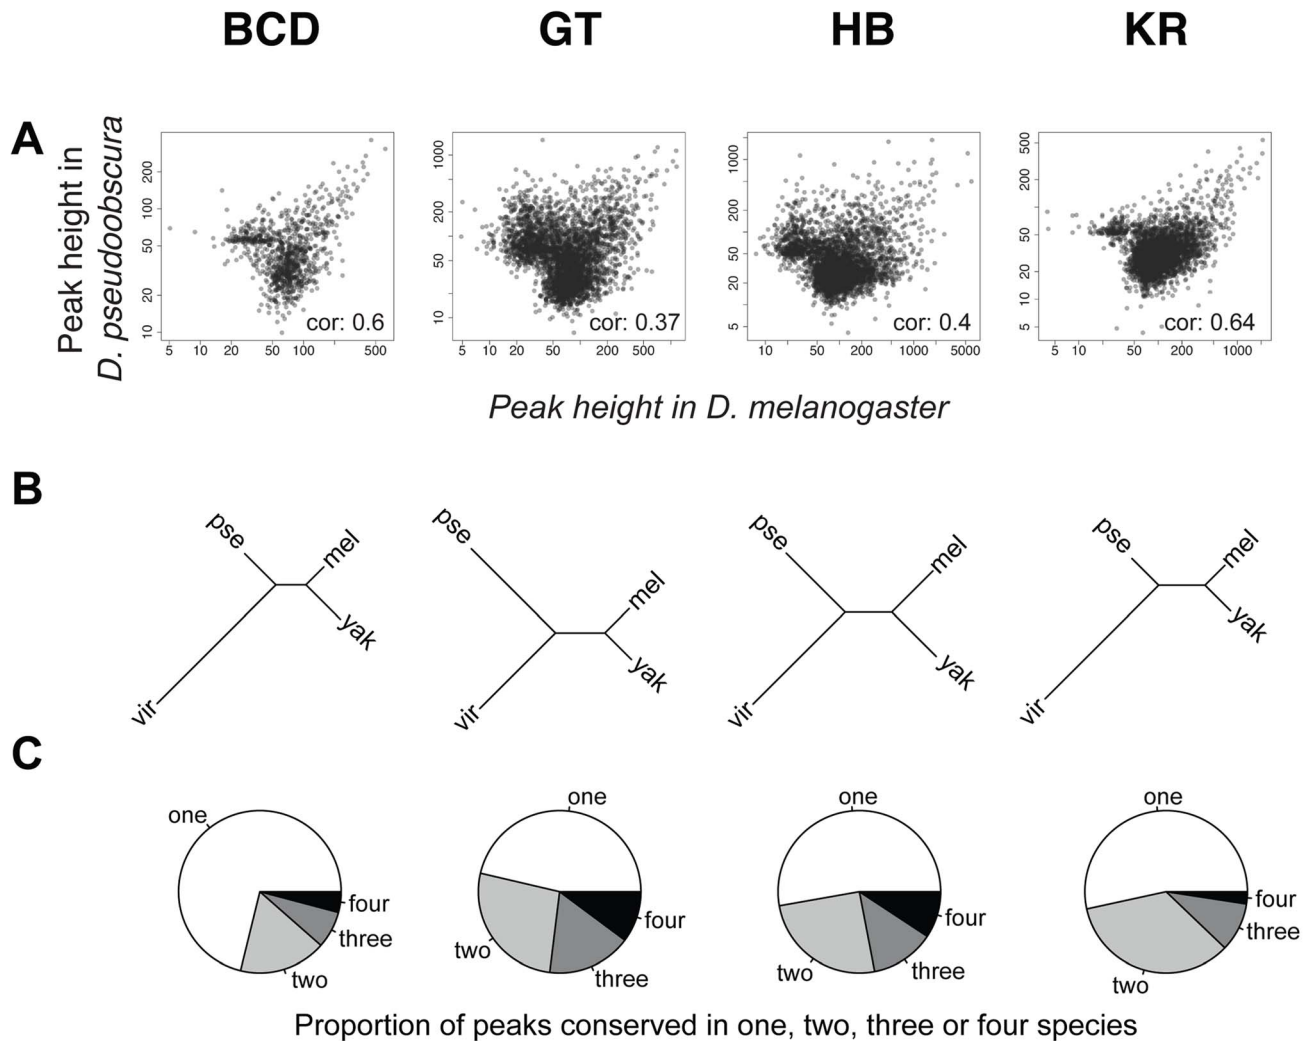 BCD GT HB KR
A
Peak height in
D. pseudoobscura
200
100
50
20
10
5 10 20 50 100 500
cor: 0.6
1000
200
50
10
5 10 20 50 200 500
cor: 0.37
1000
200
50
20
5
10 50 200 1000 5000
cor: 0.4
500
200
50
20
10
5
5 10 50 200 1000
cor: 0.64
Peak height in D. melanogaster
B
pse mel
vir yak
pse mel
vir yak
pse mel
vir yak
pse mel
vir yak
C
one
four
three
two
one
four
three
two
one
four
three
two
one
four
three
two
Proportion of peaks conserved in one, two, three or four species